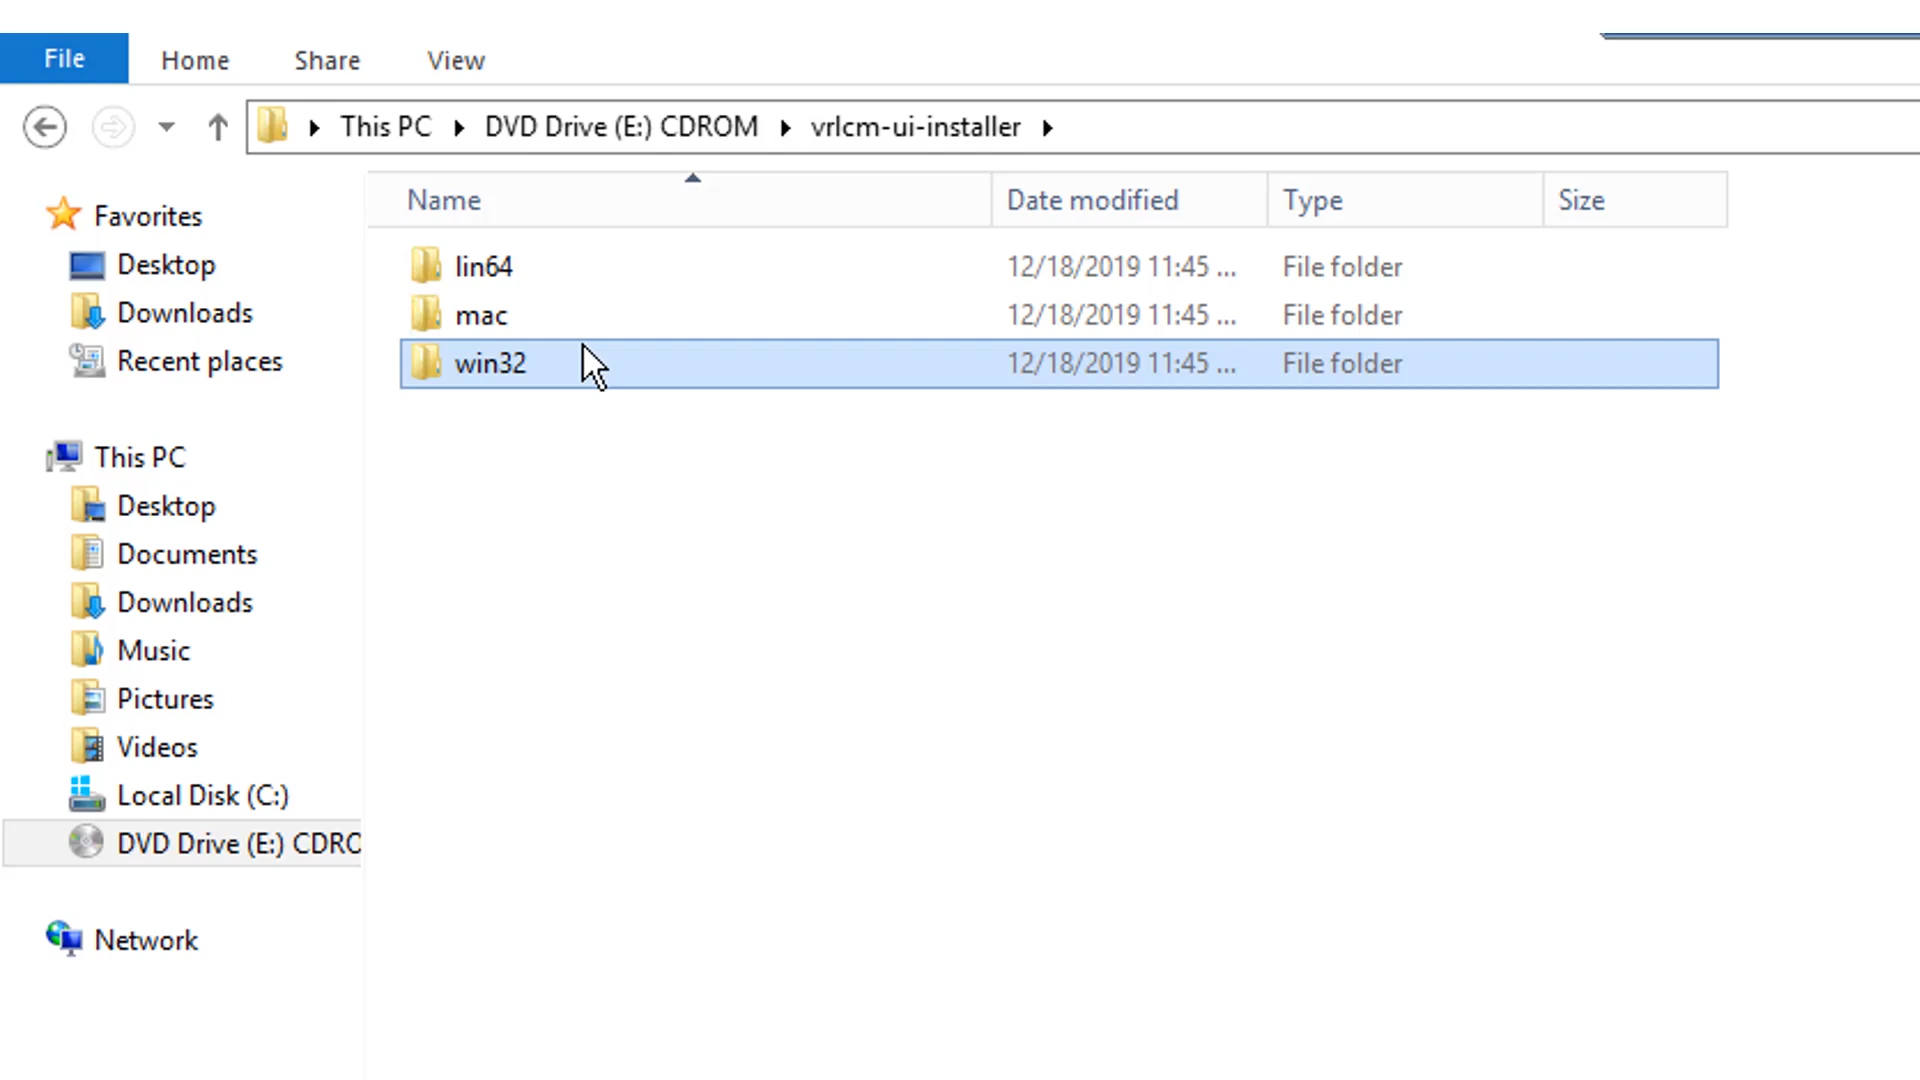 File Home Share View
This PC DVD Drive (E:) CDROM vrlcm-ui-installer
Name Date modified Type Size
Favorites
Desktop
Downloads
Recent places
This PC
Desktop
Documents
Downloads
Music
Pictures
Videos
Local Disk (C:)
DVD Drive (E:) CDRO
Network
lin64 12/18/2019 11:45 ... File folder
mac 12/18/2019 11:45 ... File folder
win32 12/18/2019 11:45 ... File folder